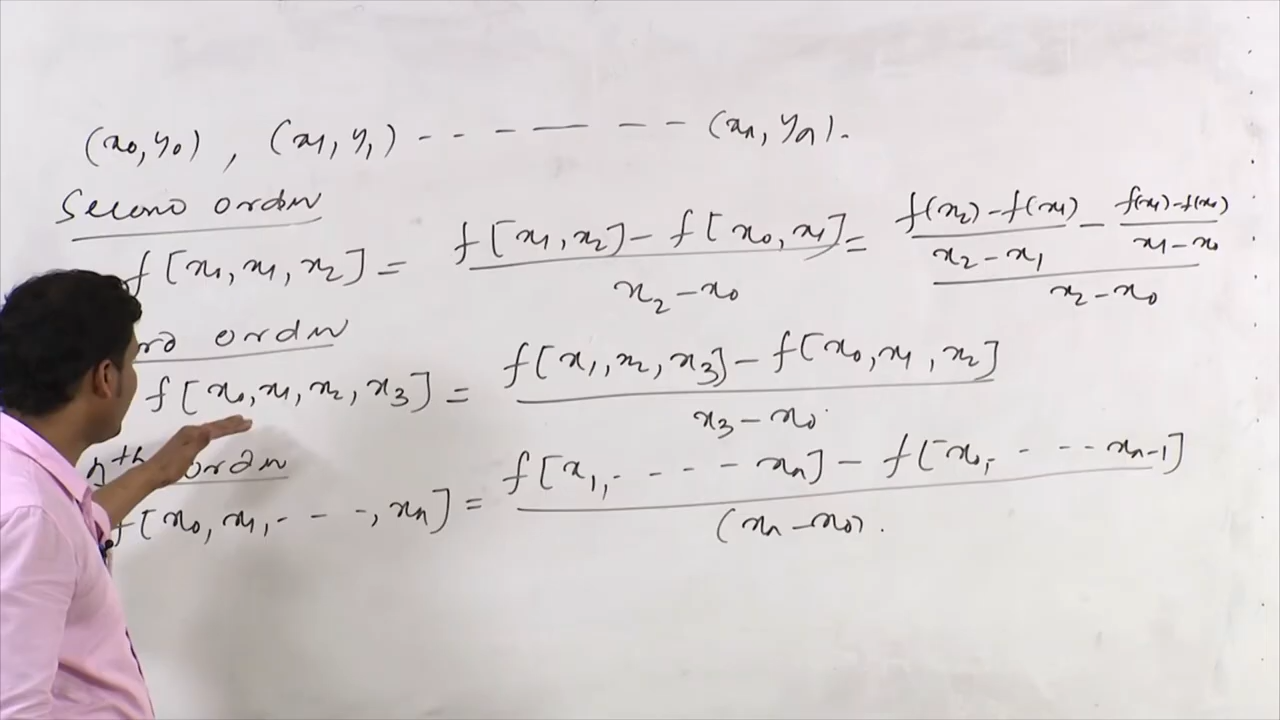 (x₀, y₀) , (x₁, y₁) - - - — - - (xₙ, yₙ).
Second order
f[x₁, x₁, x₂] = f[x₁, x₂] - f[x₀, x₁] / x₂ - x₀ = f(x₂) - f(x₁) / x₂ - x₁ - f(x₁) - f(x₀) / x₁ - x₀ / x₂ - x₀
order
f[x₀, x₁, x₂, x₃] = f[x₁, x₂, x₃] - f[x₀, x₁, x₂] / x₃ - x₀
nth order
f[x₀, x₁, - - -, xₙ] = f[x₁, - - - - xₙ] - f[x₀, - - - xₙ₋₁] / (xₙ - x₀).